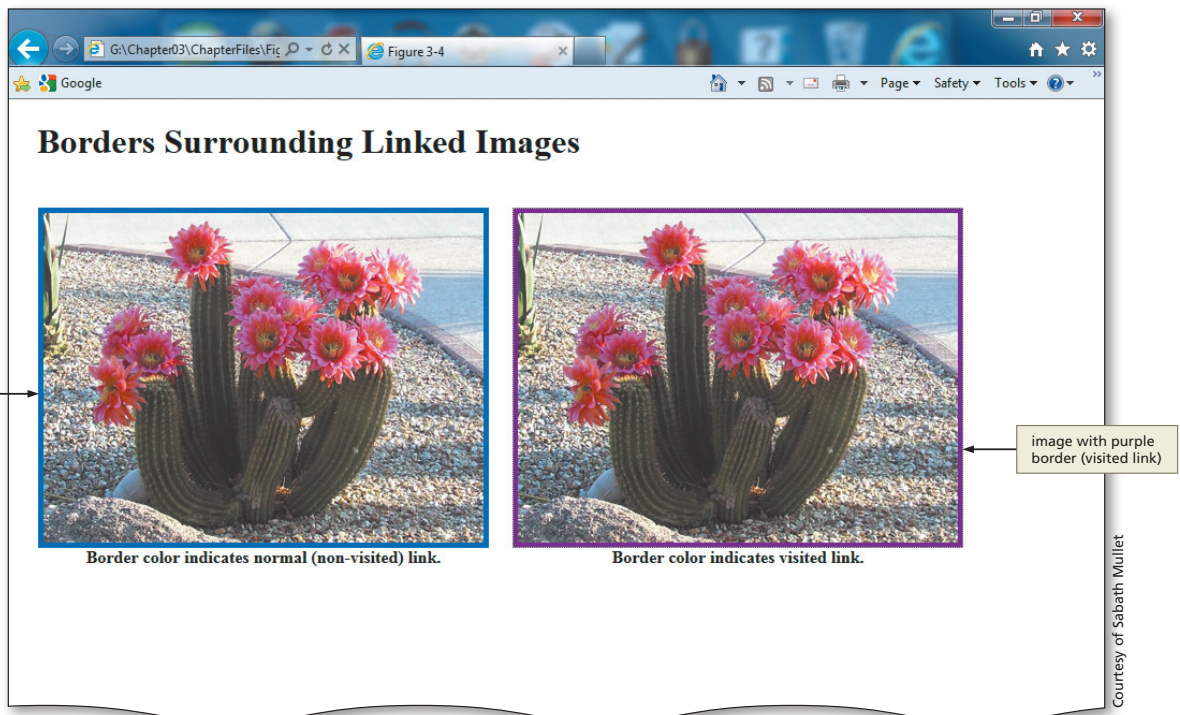 G:\Chapter03\ChapterFiles\Fig
Figure 3-4
Google
Page
Safety
Tools
Borders Surrounding Linked Images
image with purple
border (visited link)
Border color indicates normal (non-visited) link.
Border color indicates visited link.
Courtesy of Sabath Mullet